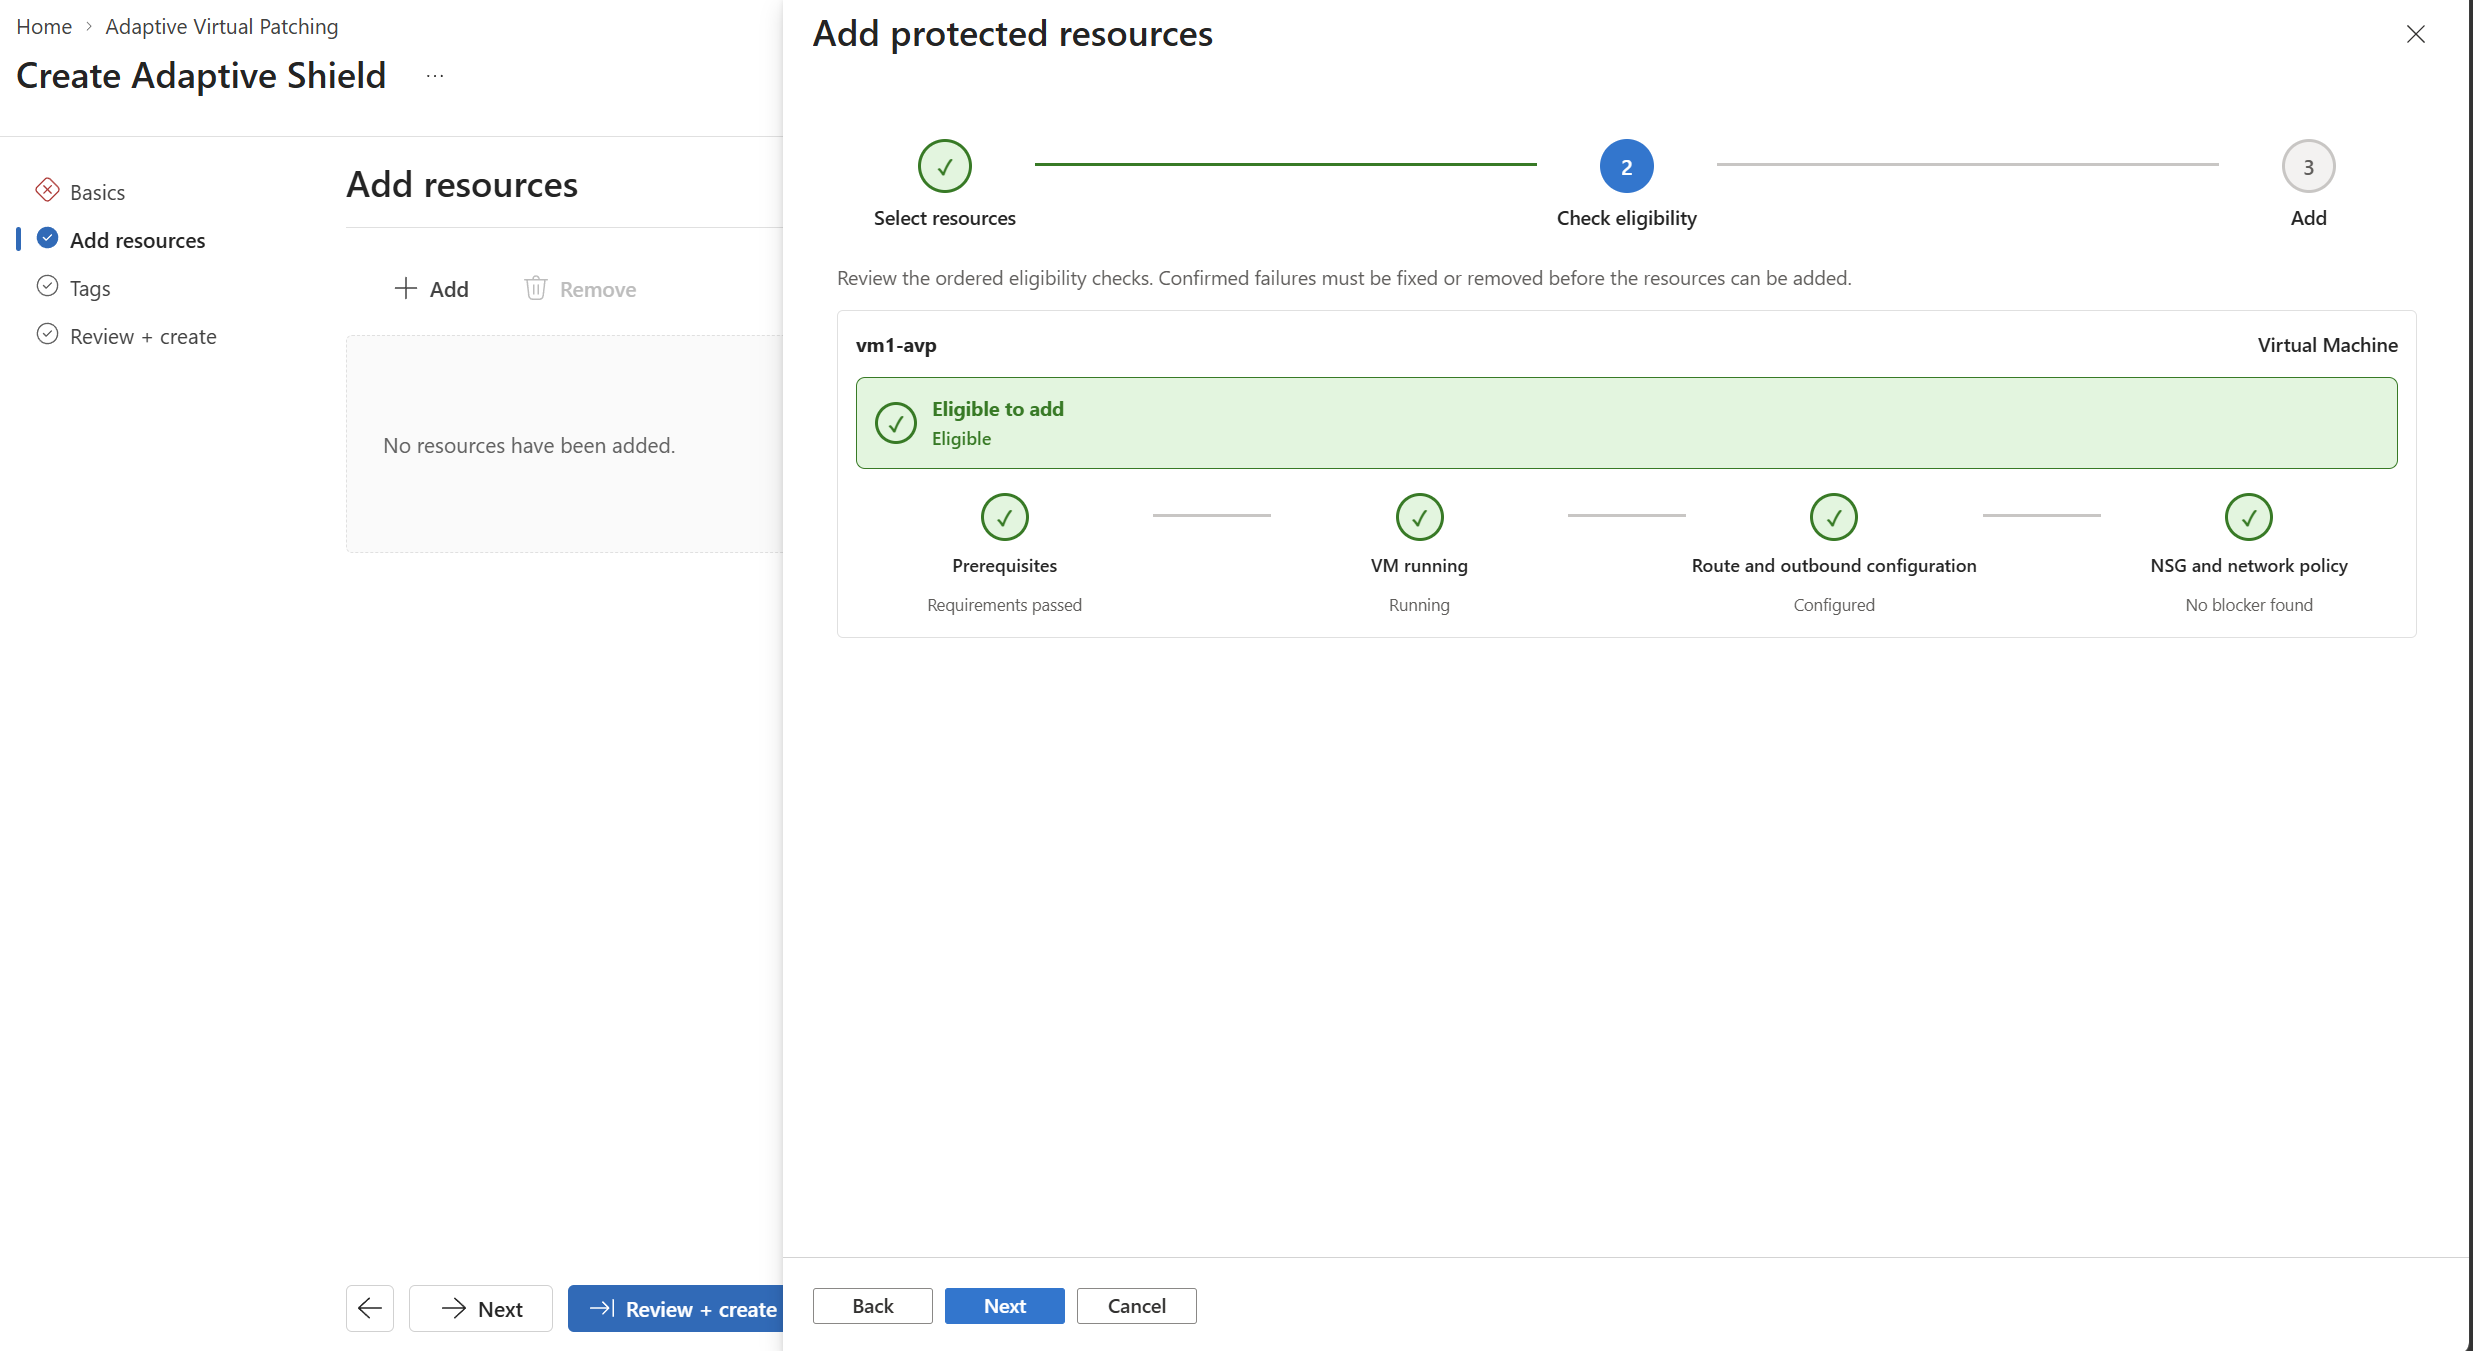 Home > Adaptive Virtual Patching
Create Adaptive Shield ...
Basics
Add resources
Tags
Review + create
Add resources
Add
Remove
No resources have been added.
Next
Review + create
Add protected resources
2
3
Select resources
Check eligibility
Add
Review the ordered eligibility checks. Confirmed failures must be fixed or removed before the resources can be added.
vm1-avp
Virtual Machine
Eligible to add
Eligible
Prerequisites
VM running
Route and outbound configuration
NSG and network policy
Requirements passed
Running
Configured
No blocker found
Back
Next
Cancel